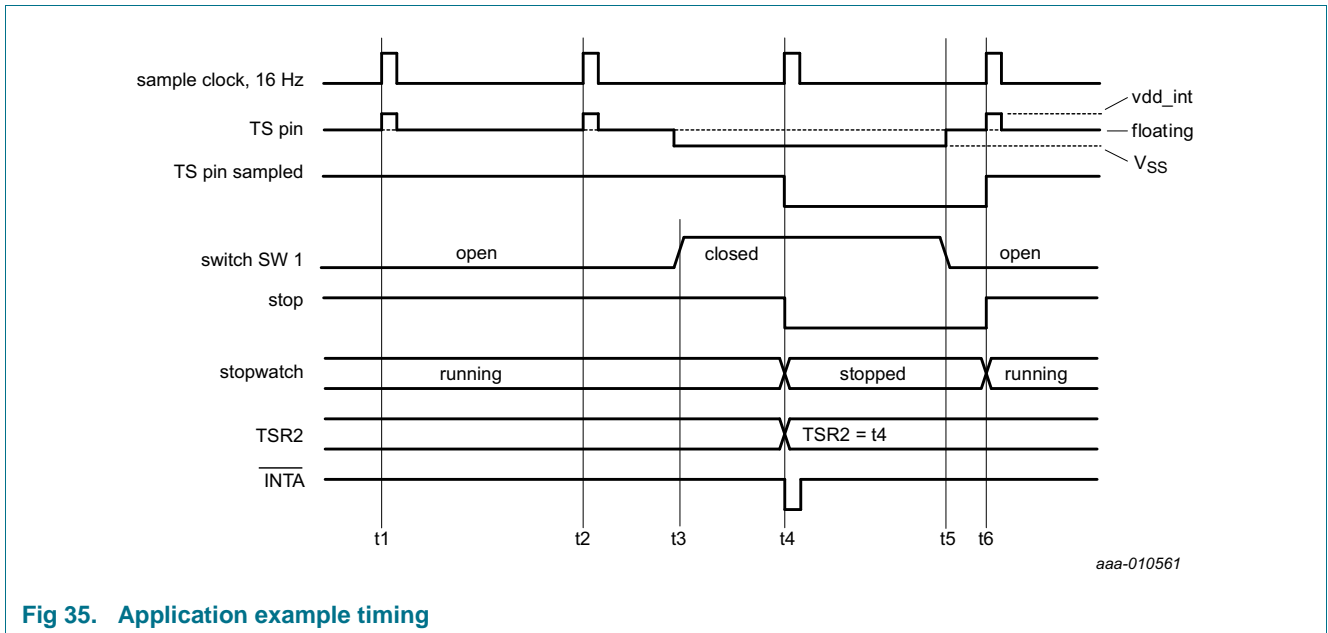 sample clock, 16 Hz
vdd_int
TS pin
floating
VSS
TS pin sampled
switch SW 1
open
closed
open
stop
stopwatch
running
stopped
running
TSR2
TSR2 = t4
INTA
t1 t2 t3 t4 t5 t6
aaa-010561
Fig 35. Application example timing